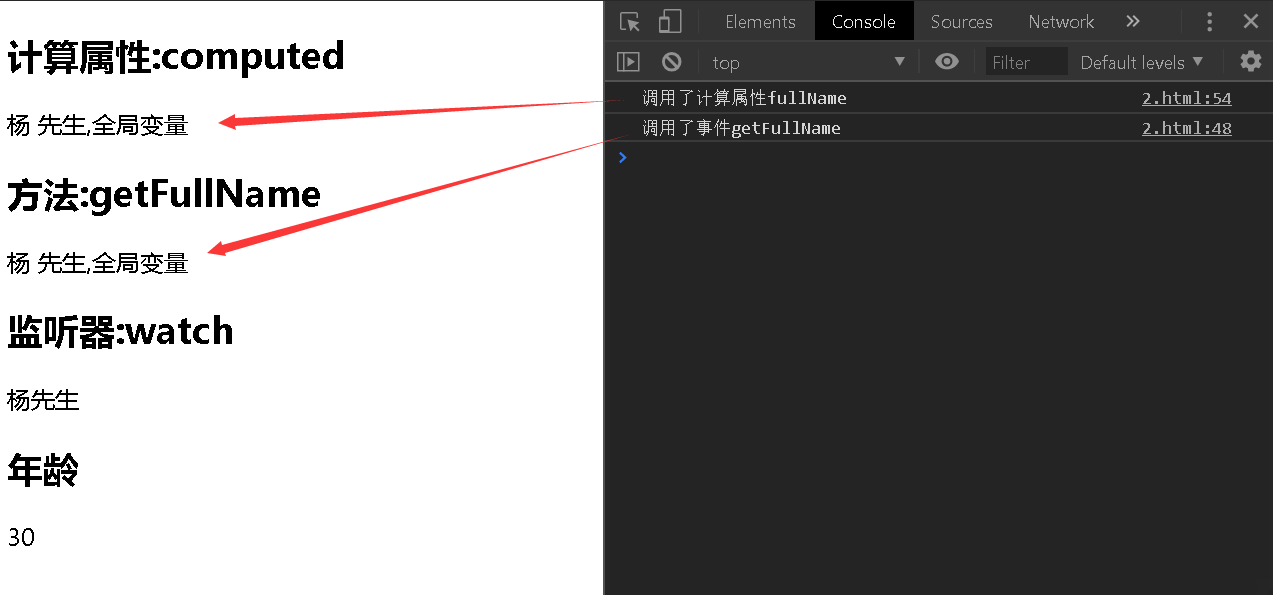 计算属性:computed
杨 先生,全局变量
方法:getFullName
杨 先生,全局变量
监听器:watch
杨先生
年龄
30
Elements Console Sources Network
top Filter Default levels
调用了计算属性fullName 2.html:54
调用了事件getFullName 2.html:48